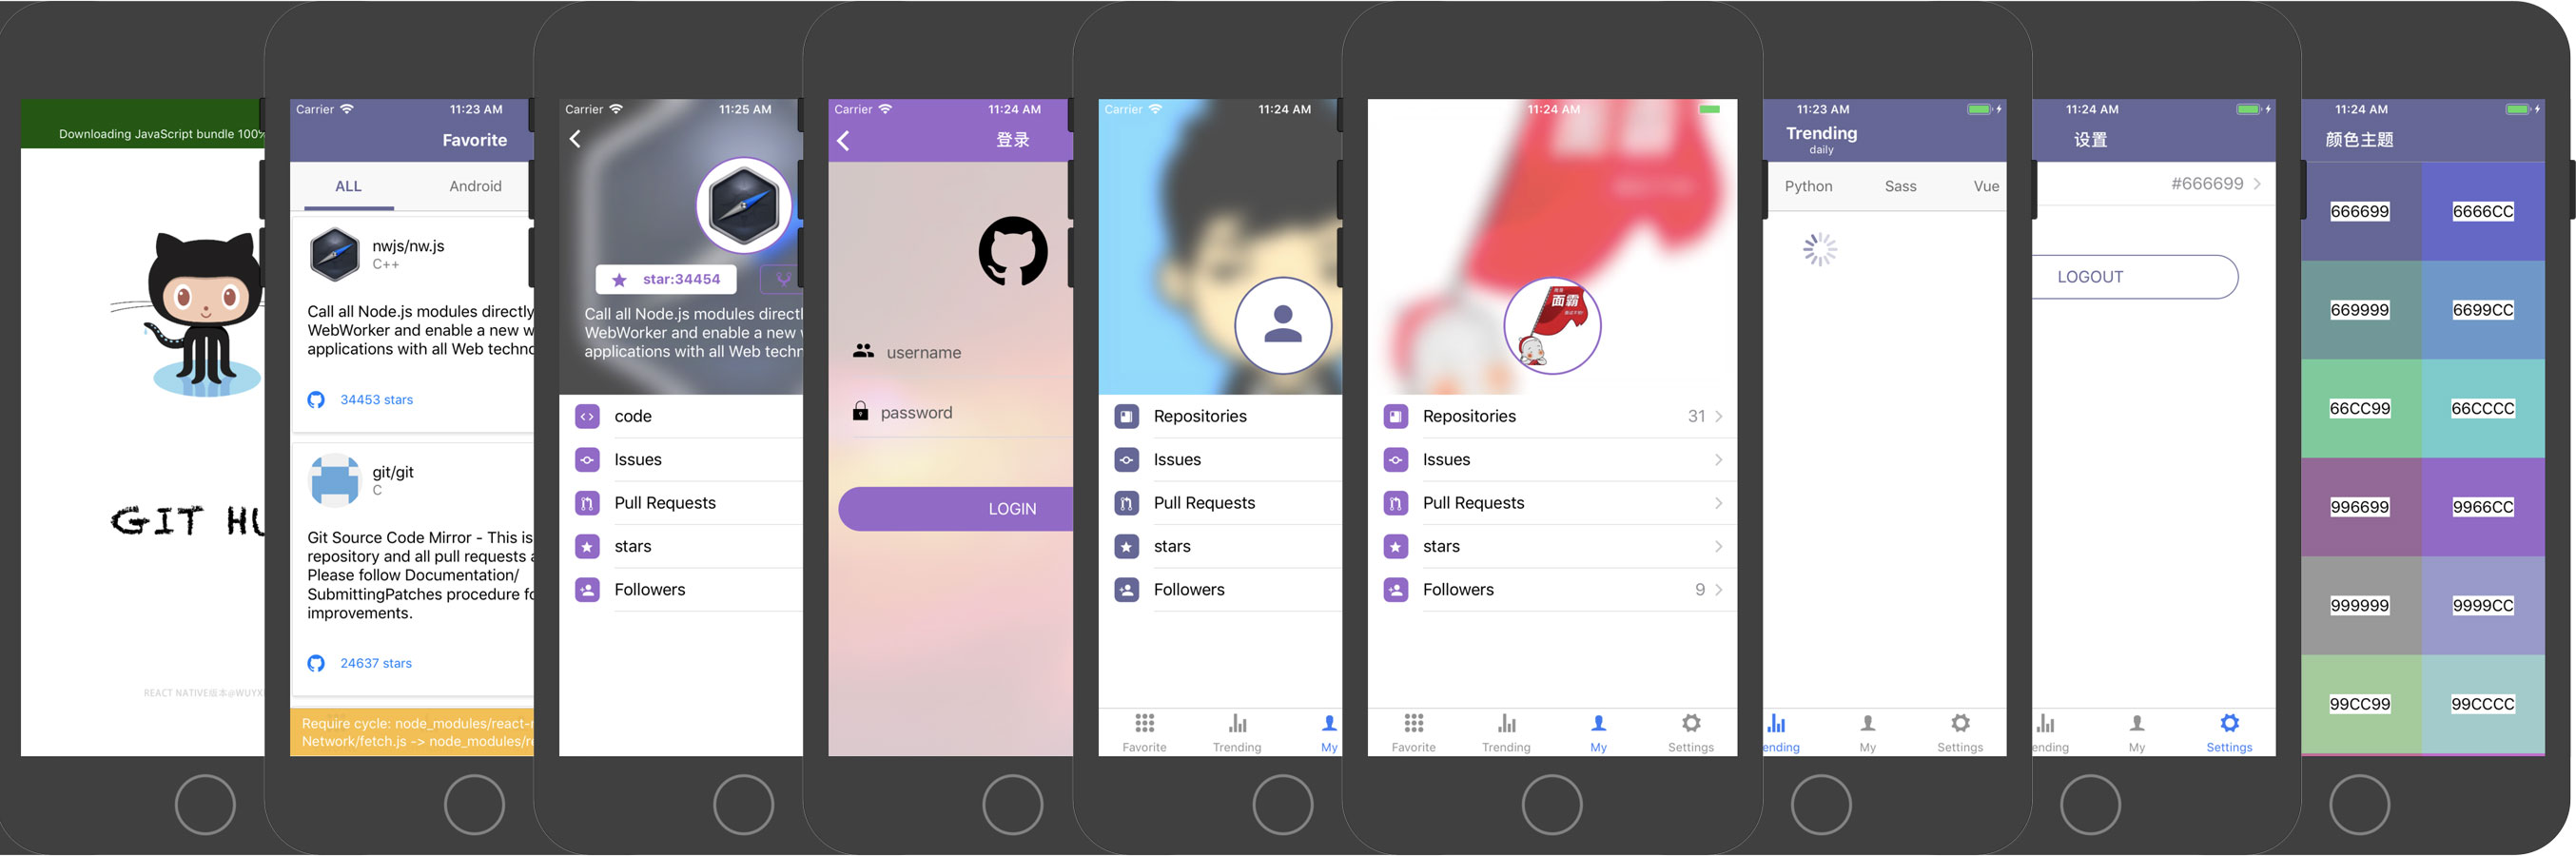 Downloading JavaScript bundle 100%
GIT HU
REACT NATIVE版本@WUYX
Carrier
11:23 AM
Favorite
ALL
Android
nwjs/nw.js
C++
Call all Node.js modules directly
WebWorker and enable a new w
applications with all Web techno
34453 stars
git/git
C
Git Source Code Mirror - This is
repository and all pull requests a
Please follow Documentation/
SubmittingPatches procedure fo
improvements.
24637 stars
Require cycle: node_modules/react-n
Network/fetch.js -> node_modules/re
Carrier
11:25 AM
star:34454
Call all Node.js modules directl
WebWorker and enable a new
applications with all Web techn
code
Issues
Pull Requests
stars
Followers
Carrier
11:24 AM
登录
username
password
LOGIN
Carrier
11:24 AM
Repositories
Issues
Pull Requests
stars
Followers
Favorite
Trending
My
11:24 AM
面霸
Repositories
31
Issues
Pull Requests
stars
Followers
9
Favorite
Trending
My
Settings
11:23 AM
Trending
daily
Python
Sass
Vue
ending
My
Settings
11:24 AM
设置
#666699
LOGOUT
ending
My
Settings
11:24 AM
颜色主题
666699
6666CC
669999
6699CC
66CC99
66CCCC
996699
9966CC
999999
9999CC
99CC99
99CCCC